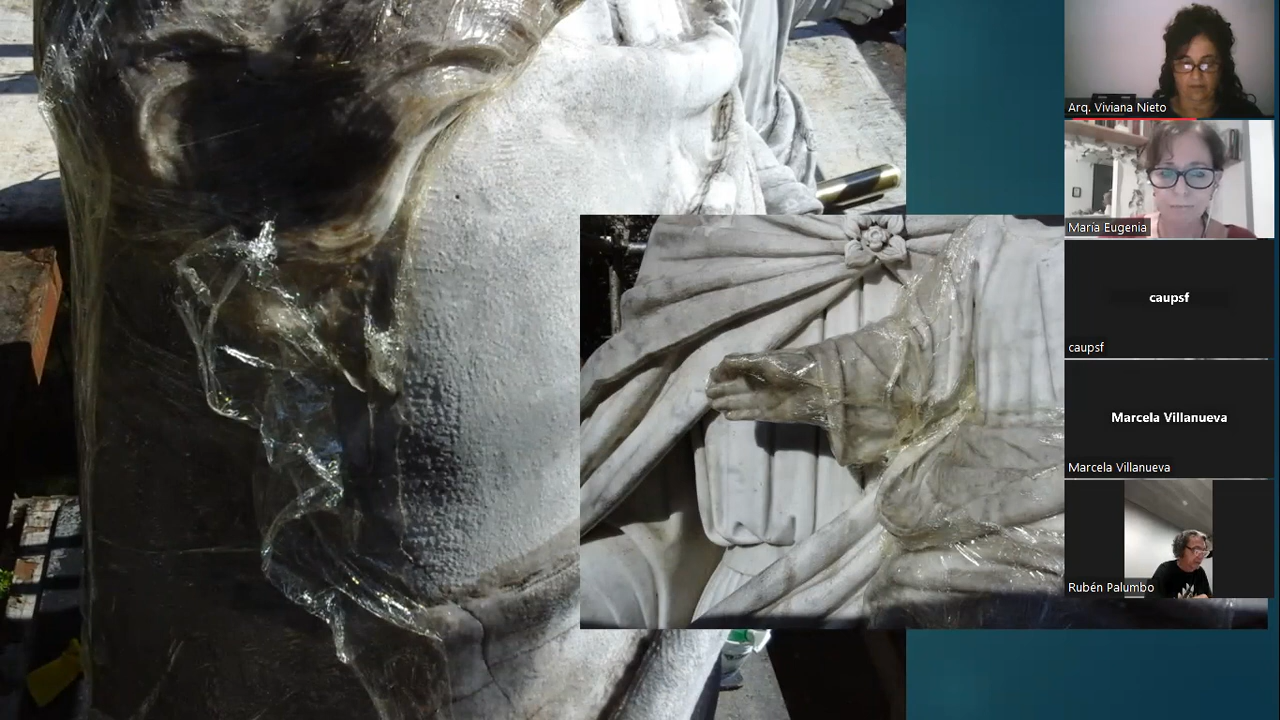 Arq. Viviana Nieto
María Eugenia
caupsf
caupsf
Marcela Villanueva
Marcela Villanueva
Rubén Palumbo